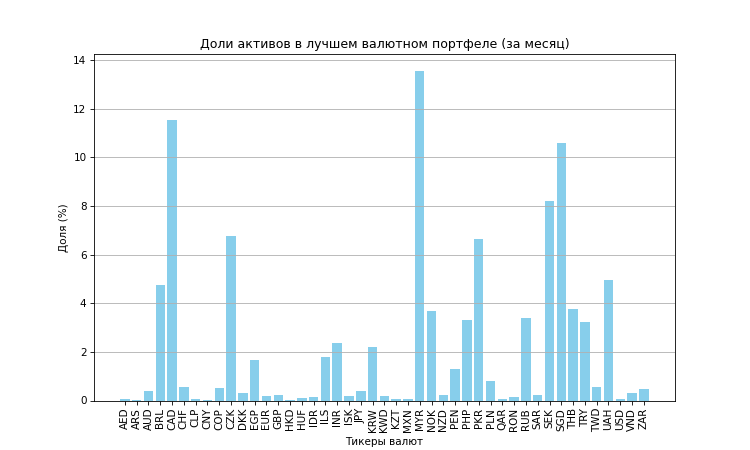 Доли активов в лучшем валютном портфеле (за месяц)
14
12
10
8
6
4
2
0
Доля (%)
AED ARS AUD BRL CAD CHF CLP CNY COP CZK DKK EGP EUR GBP HKD HUF IDR ILS INR ISK JPY KRW KWD KZT MXN MYR NOK NZD PEN PHP PKR PLN QAR RON RUB SAR SEK SGD THB TRY TWD UAH USD VND ZAR
Тикеры валют